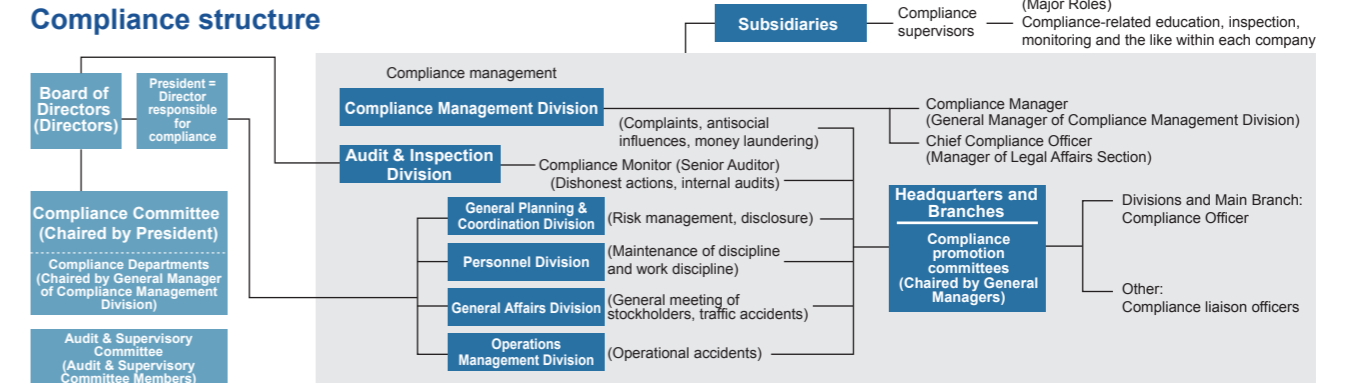 Compliance structure
Subsidiaries
Compliance
supervisors
(Major Roles)
Compliance-related education, inspection,
monitoring and the like within each company
Board of
Directors
(Directors)
President =
Director
responsible
for
compliance
Compliance management
Compliance Management Division
(Complaints, antisocial
influences, money laundering)
Compliance Manager
(General Manager of Compliance Management Division)
Chief Compliance Officer
(Manager of Legal Affairs Section)
Audit & Inspection
Division
Compliance Monitor (Senior Auditor)
(Dishonest actions, internal audits)
Compliance Committee
(Chaired by President)
Compliance Departments
(Chaired by General Manager
of Compliance Management
Division)
Audit & Supervisory
Committee
(Audit & Supervisory
Committee Members)
General Planning &
Coordination Division
(Risk management, disclosure)
Personnel Division
(Maintenance of discipline
and work discipline)
General Affairs Division
(General meeting of
stockholders, traffic accidents)
Operations
Management Division
(Operational accidents)
Headquarters and
Branches
Compliance
promotion
committees
(Chaired by General
Managers)
Divisions and Main Branch:
Compliance Officer
Other:
Compliance liaison officers